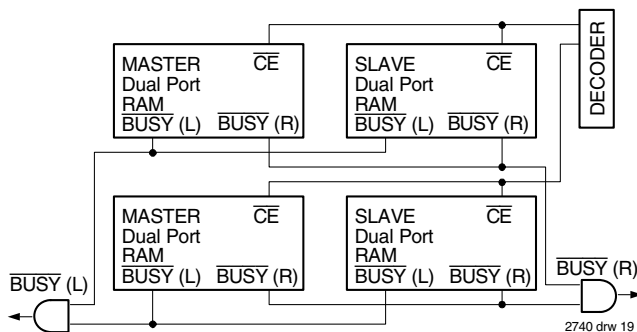 MASTER CE
Dual Port
RAM
BUSY (L) BUSY (R)
SLAVE CE
Dual Port
RAM
BUSY (L) BUSY (R)
DECODER
MASTER CE
Dual Port
RAM
BUSY (L) BUSY (R)
SLAVE CE
Dual Port
RAM
BUSY (L) BUSY (R)
BUSY (L)
BUSY (R)
2740 drw 19